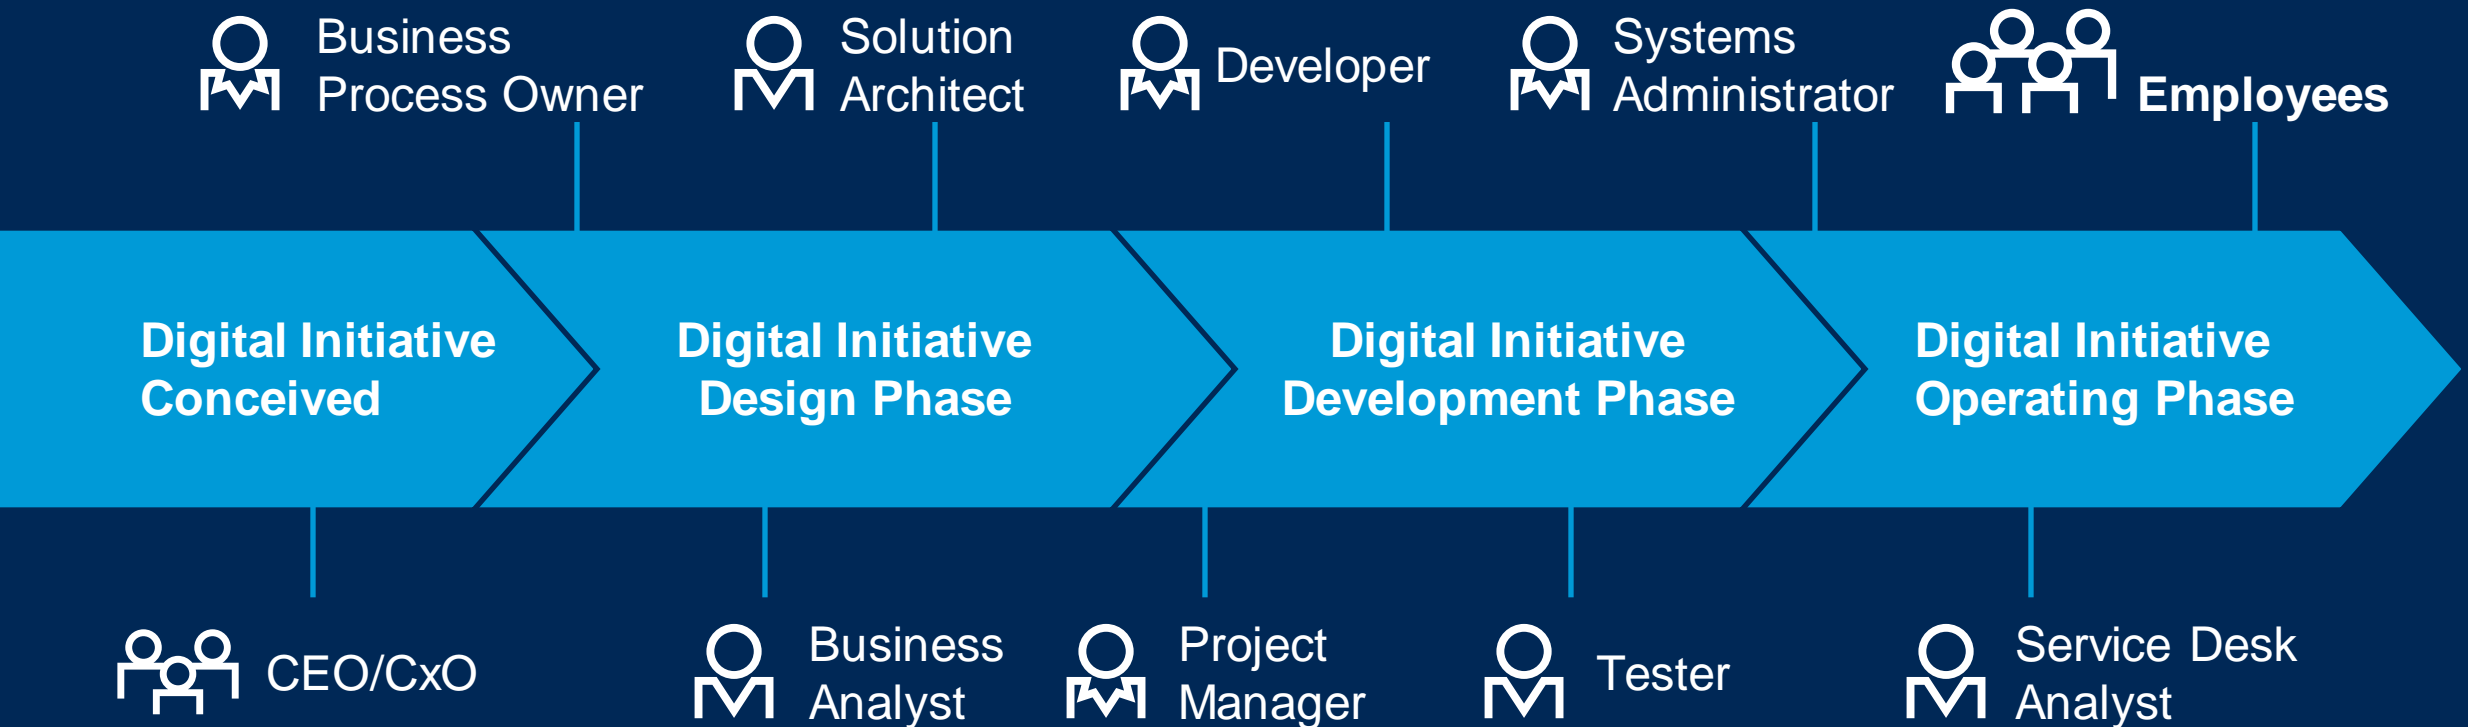 Business
Process Owner
Solution
Architect
Developer
Systems
Administrator
Employees
Digital Initiative
Conceived
Digital Initiative
Design Phase
Digital Initiative
Development Phase
Digital Initiative
Operating Phase
CEO/CxO
Business
Analyst
Project
Manager
Tester
Service Desk
Analyst